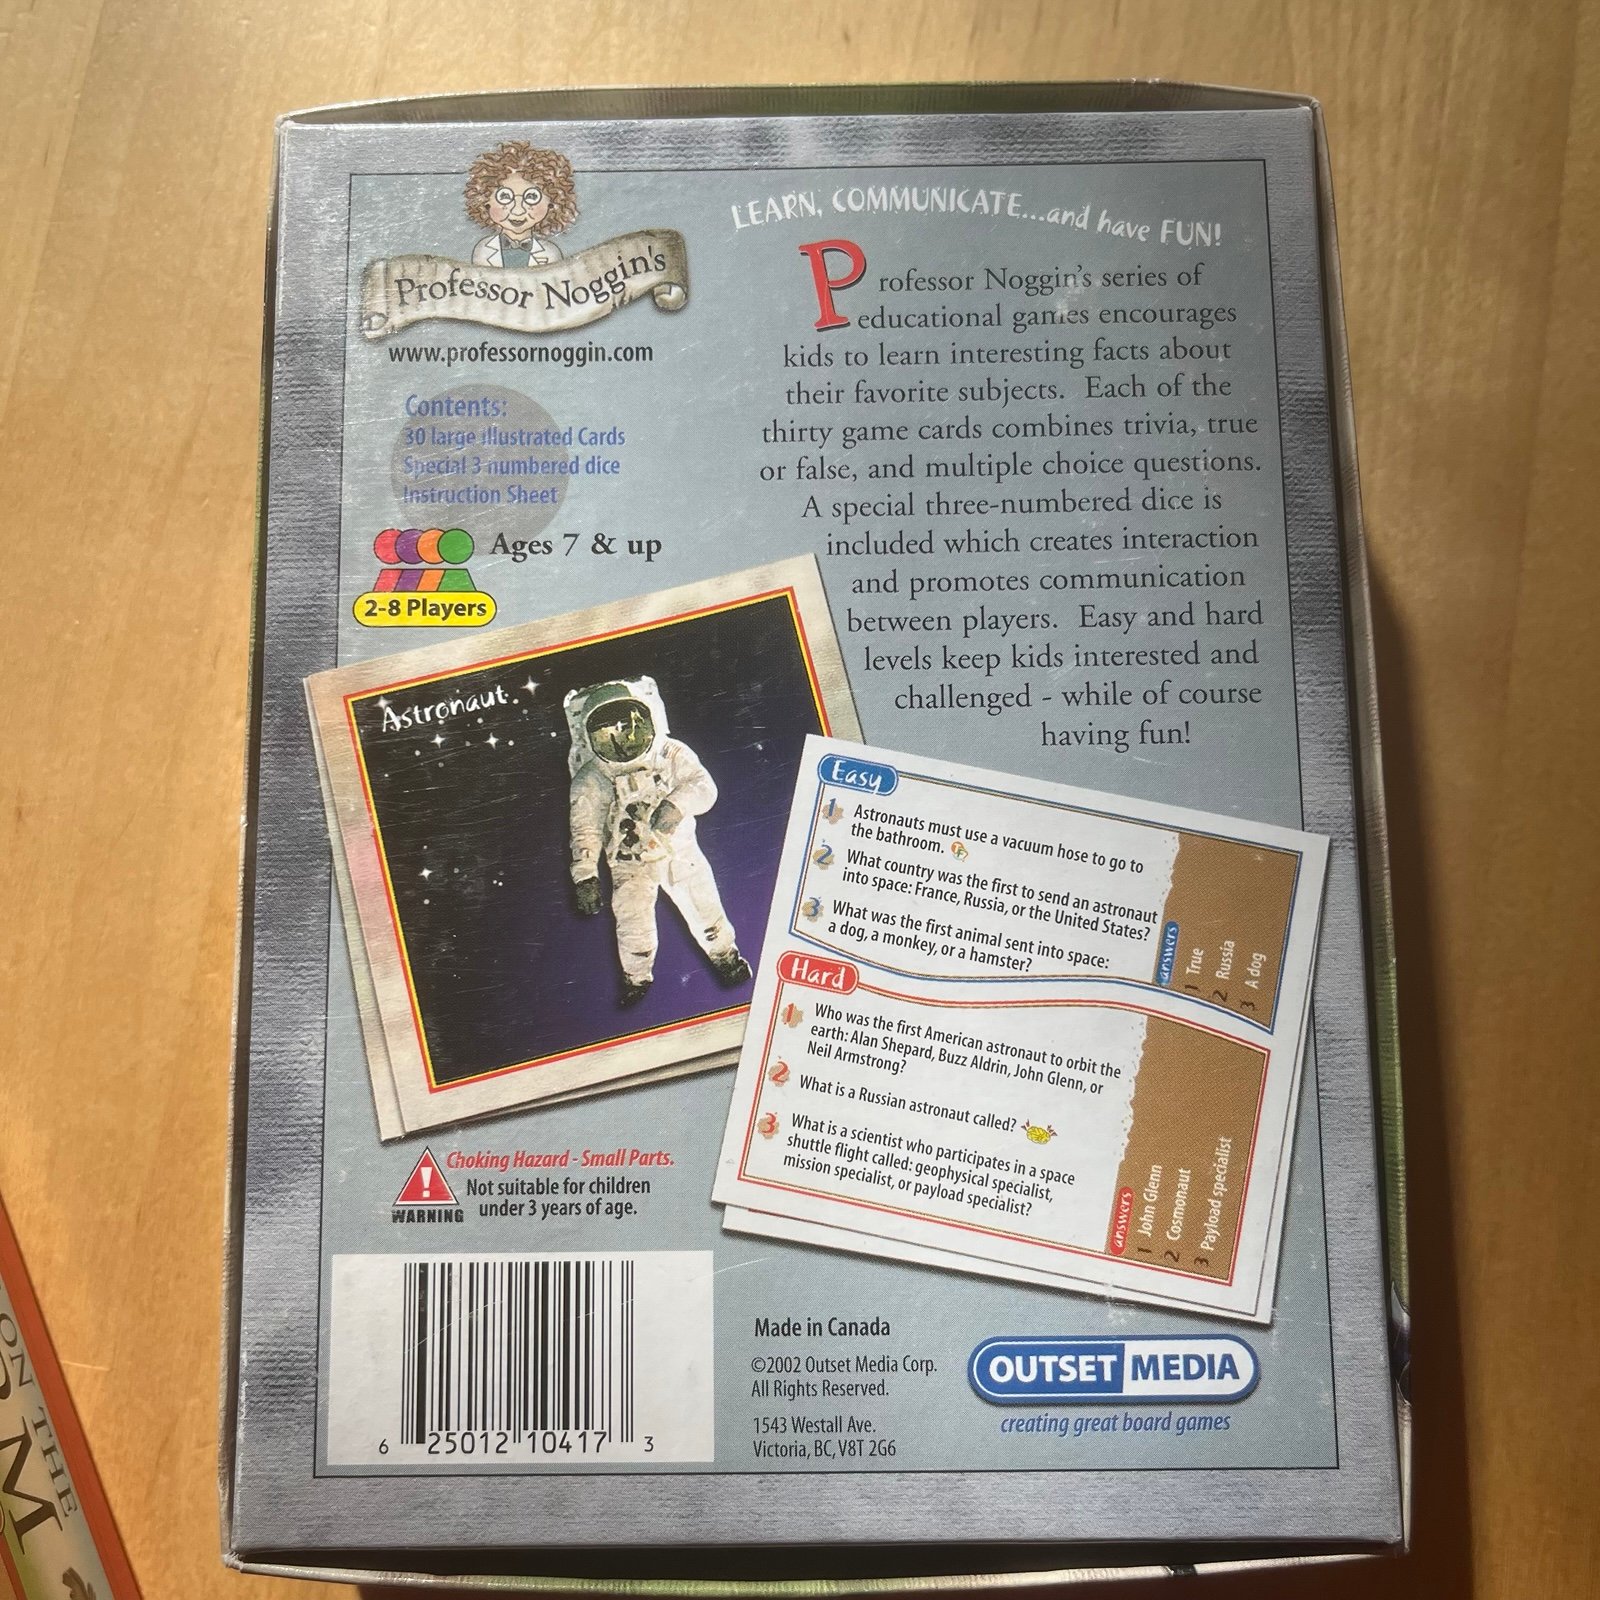 Professor Noggin's
www.professornoggin.com
Contents:
30 large illustrated Cards
Special 3 numbered dice
Instruction Sheet
Ages 7 & up
2-8 Players
LEARN, COMMUNICATE...and have FUN!
Professor Noggin's series of
educational games encourages
kids to learn interesting facts about
their favorite subjects. Each of the
thirty game cards combines trivia, true
or false, and multiple choice questions.
A special three-numbered dice is
included which creates interaction
and promotes communication
between players. Easy and hard
levels keep kids interested and
challenged - while of course
having fun!
Astronaut
Easy
1 Astronauts must use a vacuum hose to go to
the bathroom. TF
2 What country was the first to send an astronaut
into space: France, Russia, or the United States?
3 What was the first animal sent into space:
a dog, a monkey, or a hamster?
answers
1 True
2 Russia
3 A dog
Hard
1 Who was the first American astronaut to orbit the
earth: Alan Shepard, Buzz Aldrin, John Glenn, or
Neil Armstrong?
2 What is a Russian astronaut called?
3 What is a scientist who participates in a space
shuttle flight called: geophysical specialist,
mission specialist, or payload specialist?
answers
1 John Glenn
2 Cosmonaut
3 Payload specialist
Choking Hazard - Small Parts.
Not suitable for children
under 3 years of age.
! WARNING
6 25012 10417 3
Made in Canada
©2002 Outset Media Corp.
All Rights Reserved.
1543 Westall Ave.
Victoria, BC, V8T 2G6
OUTSET MEDIA
creating great board games
ON THE